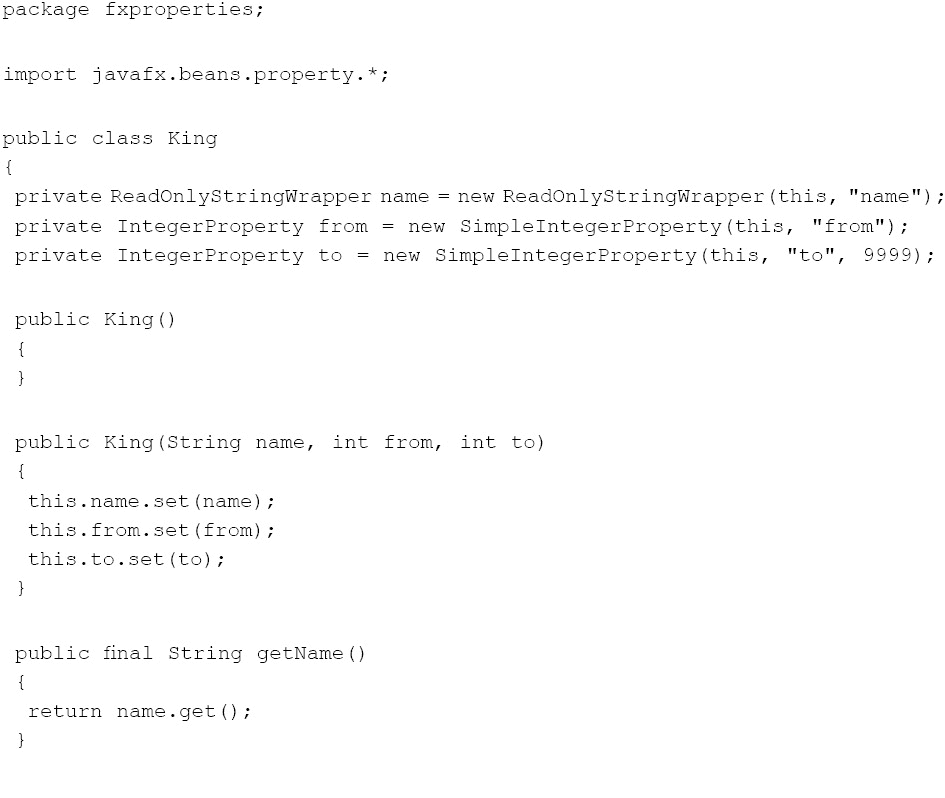 package fxproperties;
import javafx.beans.property.*;
public class King
{
private ReadOnlyStringWrapper name = new ReadOnlyStringWrapper(this, "name");
private IntegerProperty from = new SimpleIntegerProperty(this, "from");
private IntegerProperty to = new SimpleIntegerProperty(this, "to", 9999);
public King()
{
}
public King(String name, int from, int to)
{
this.name.set(name);
this.from.set(from);
this.to.set(to);
}
public final String getName()
{
return name.get();
}